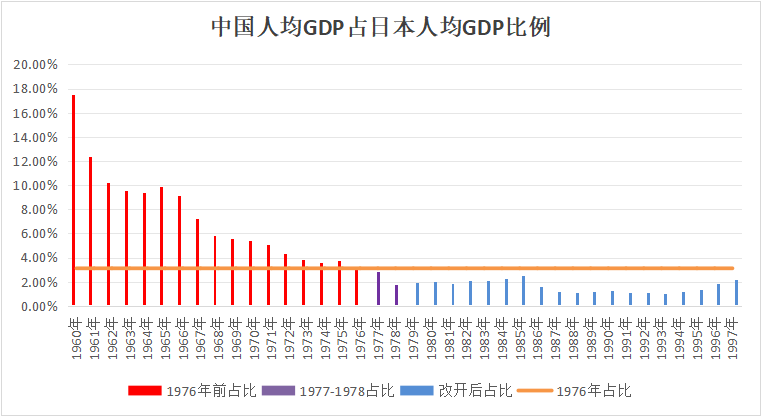 中国人均GDP占日本人均GDP比例
20.00%
18.00%
16.00%
14.00%
12.00%
10.00%
8.00%
6.00%
4.00%
2.00%
0.00%
1960年
1961年
1962年
1963年
1964年
1965年
1966年
1967年
1968年
1969年
1970年
1971年
1972年
1973年
1974年
1975年
1976年
1977年
1978年
1979年
1980年
1981年
1982年
1983年
1984年
1985年
1986年
1987年
1988年
1989年
1990年
1991年
1992年
1993年
1994年
1995年
1996年
1997年
1976年前占比 1977-1978占比 改开后占比 1976年占比